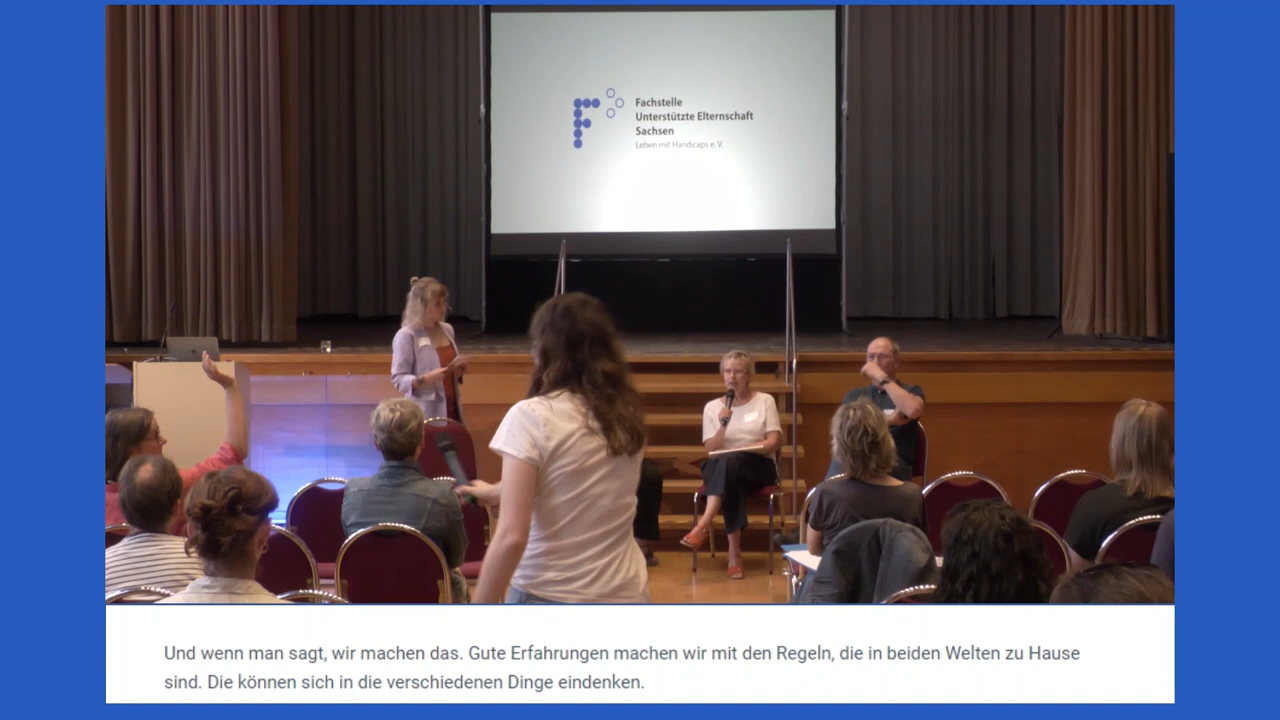 Fachstelle
Unterstützte Elternschaft
Sachsen
Leben mit Handicaps e. V.
Und wenn man sagt, wir machen das. Gute Erfahrungen machen wir mit den Regeln, die in beiden Welten zu Hause
sind. Die können sich in die verschiedenen Dinge eindenken.